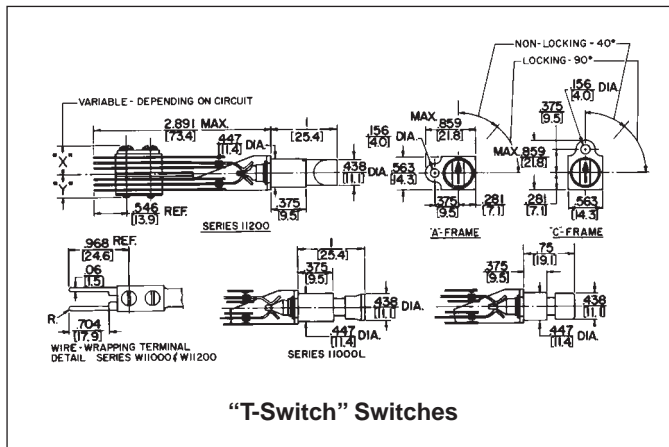 NON-LOCKING-40°
LOCKING-90°
.156 DIA.
[4.0]
.375
[9.5]
VARIABLE-DEPENDING ON CIRCUIT
2.891 MAX.
[73.4]
1
[25.4]
.447 DIA.
[11.4]
MAX.
.859
[21.8]
.156
[4.0]
DIA.
MAX .859
[21.8]
"X"
"Y"
.438 DIA.
[11.1]
.563
[14.3]
.546 REF.
[13.9]
.375
[9.5]
.375
[9.5]
.281
[7.1]
.281
[7.1]
.563
[14.3]
SERIES 11200
"A"-FRAME
"C"-FRAME
.968 REF.
[24.6]
.06
[1.5]
R.
.704
[17.9]
WIRE-WRAPPING TERMINAL
DETAIL SERIES W11000 & W11200
1
[25.4]
.375
[9.5]
.438 DIA.
[11.1]
.447 DIA.
[11.4]
SERIES 11000L
.75
[19.1]
.375
[9.5]
.438
[11.1]
DIA.
.447
[11.4]
DIA.
“T-Switch” Switches